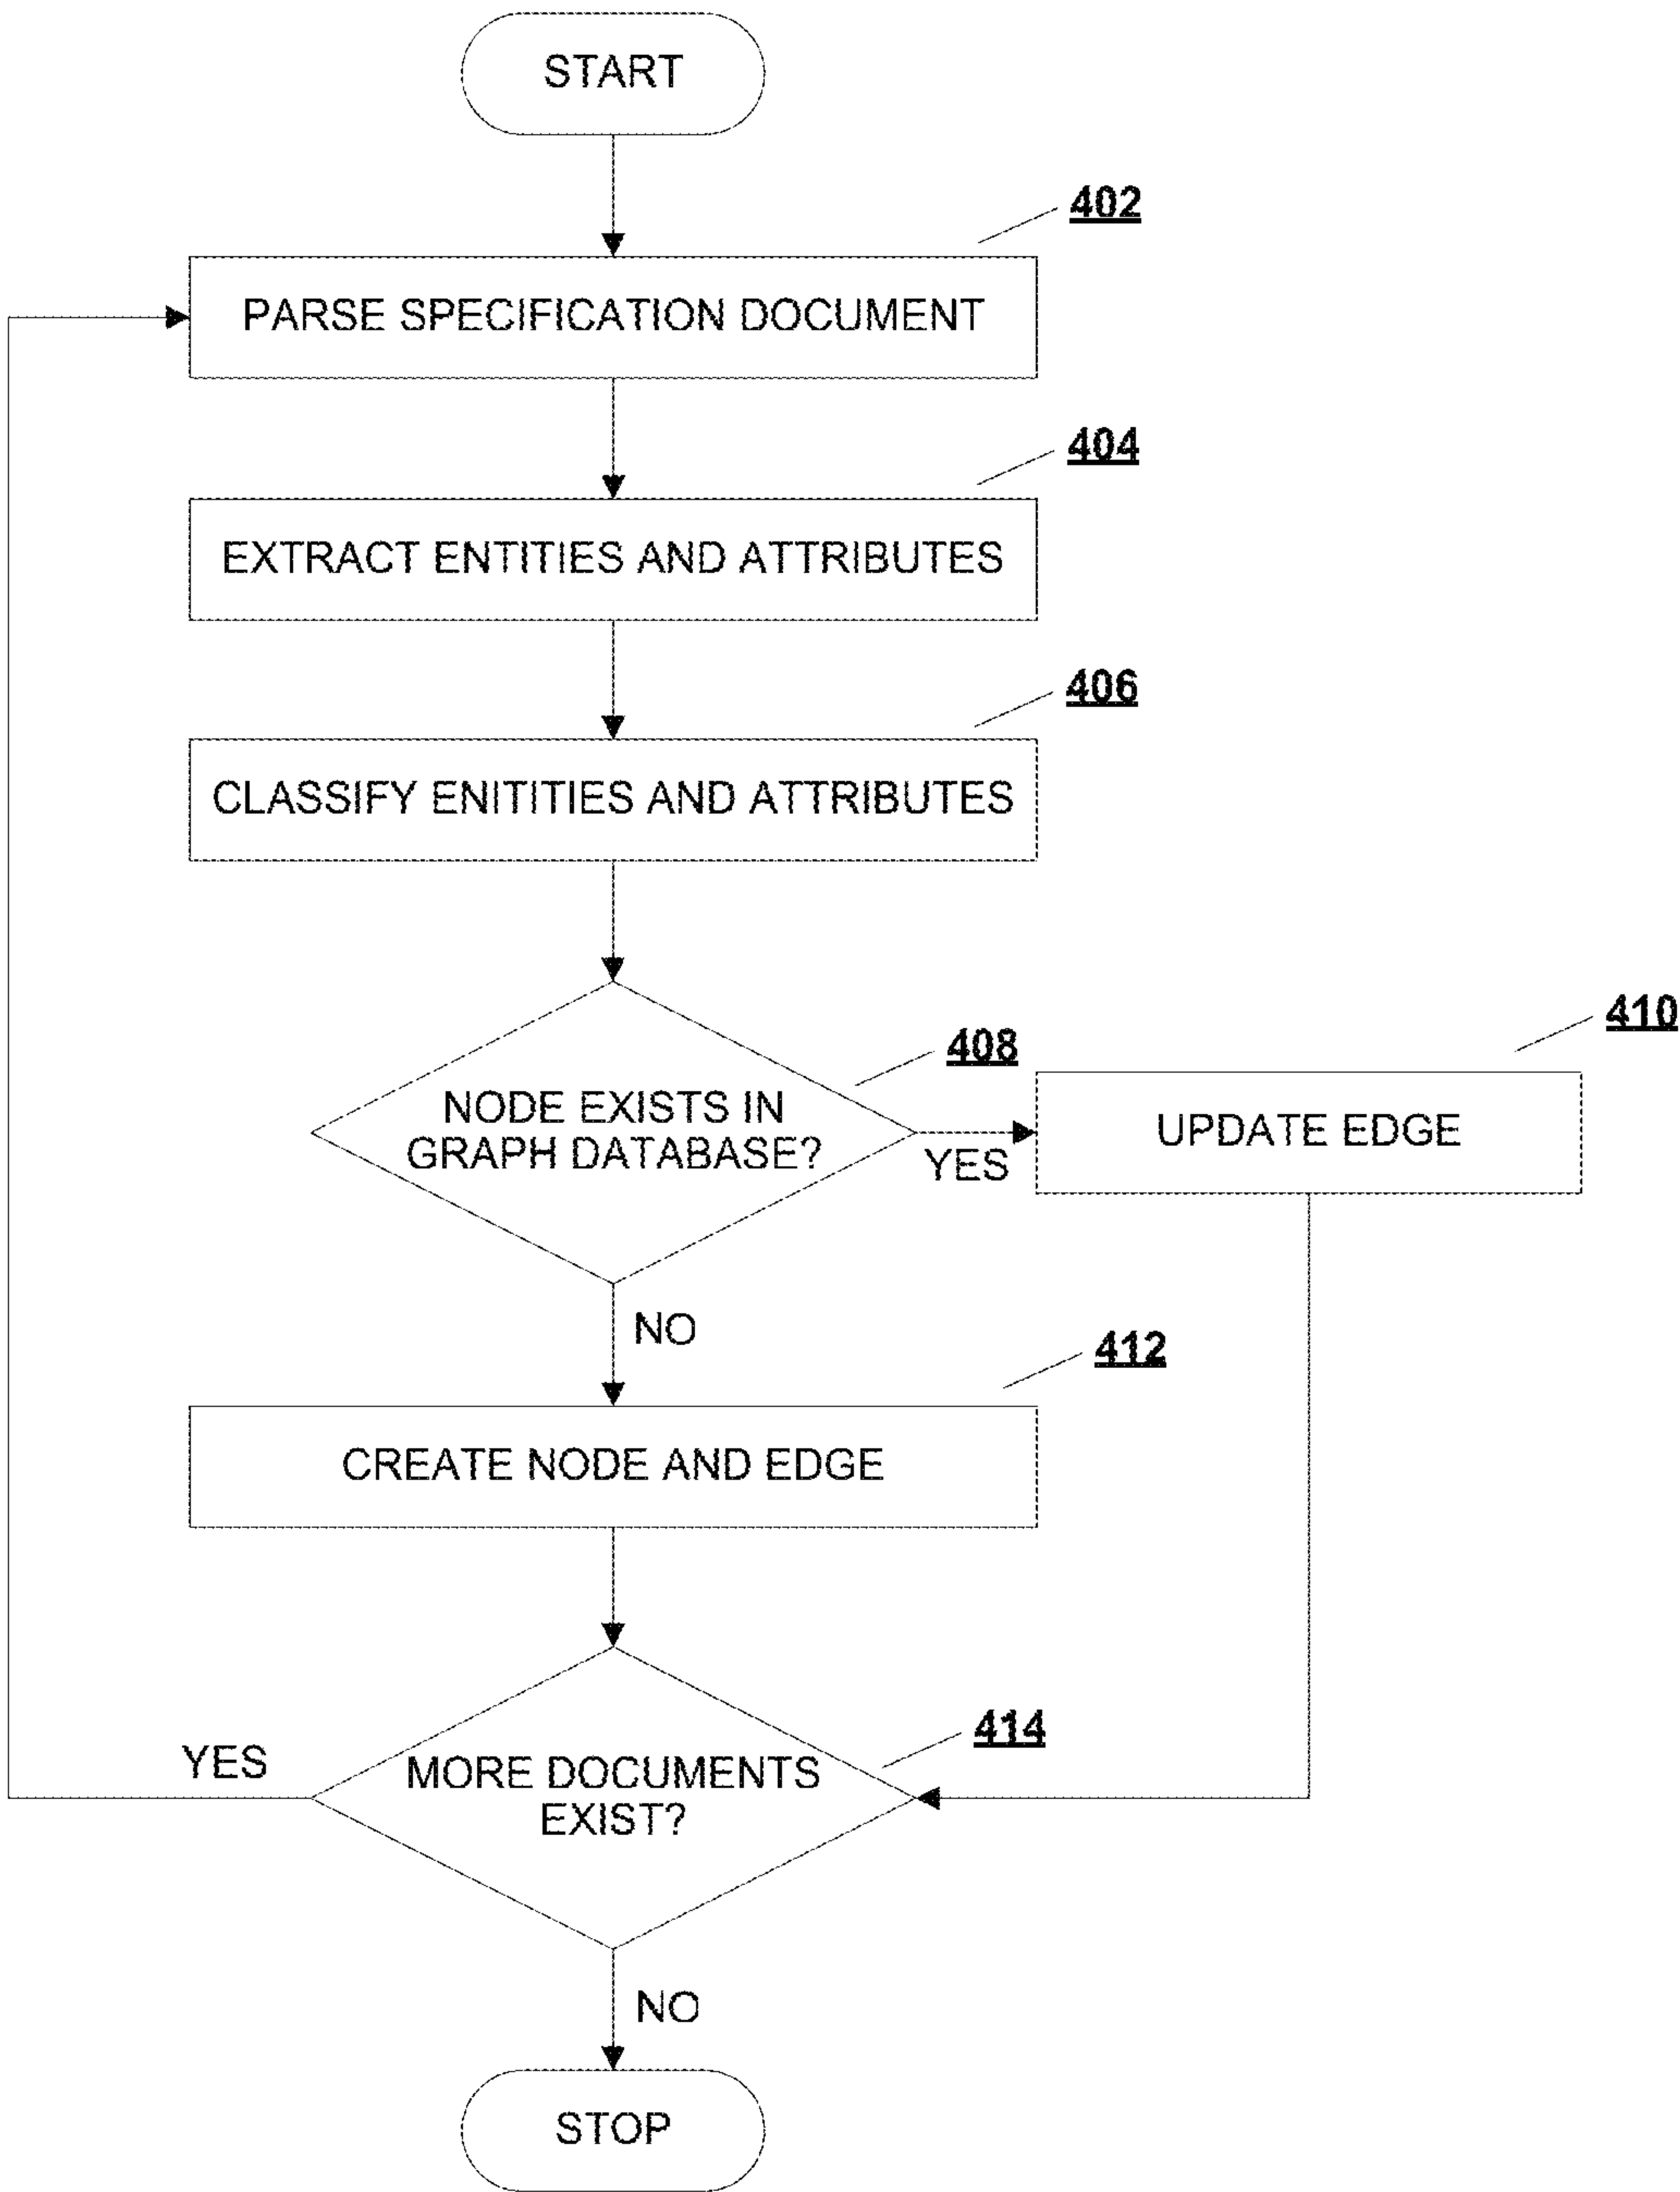 START
402
PARSE SPECIFICATION DOCUMENT
404
EXTRACT ENTITIES AND ATTRIBUTES
406
CLASSIFY ENITITIES AND ATTRIBUTES
408
NODE EXISTS IN
GRAPH DATABASE?
YES
410
UPDATE EDGE
NO
412
CREATE NODE AND EDGE
414
MORE DOCUMENTS
EXIST?
YES
NO
STOP